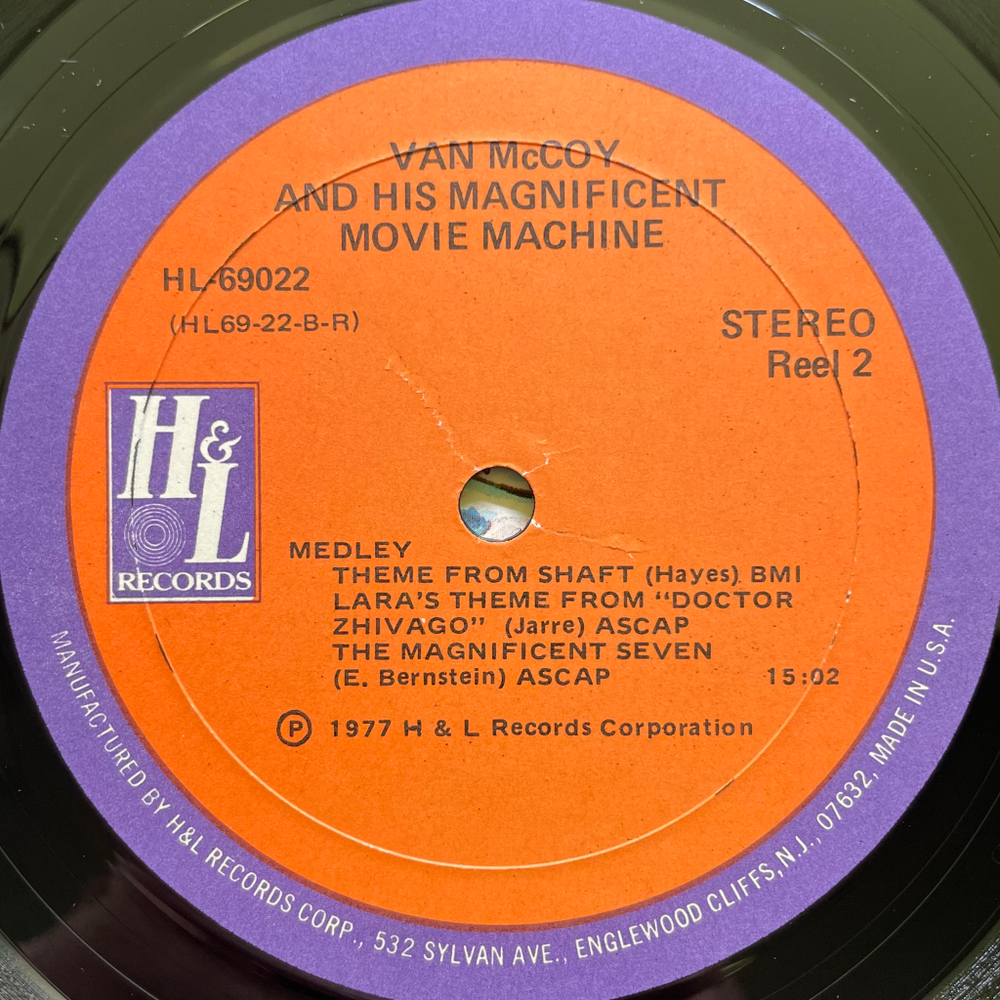 VAN McCOY
AND HIS MAGNIFICENT
MOVIE MACHINE
HL-69022
(HL69-22-B-R)
STEREO
Reel 2
H&L
RECORDS
MEDLEY
THEME FROM SHAFT (Hayes) BMI
LARA'S THEME FROM "DOCTOR
ZHIVAGO" (Jarre) ASCAP
THE MAGNIFICENT SEVEN
(E. Bernstein) ASCAP 15:02
Ⓟ 1977 H & L Records Corporation
MANUFACTURED BY H&L RECORDS CORP., 532 SYLVAN AVE., ENGLEWOOD CLIFFS, N.J., 07632, MADE IN U.S.A.